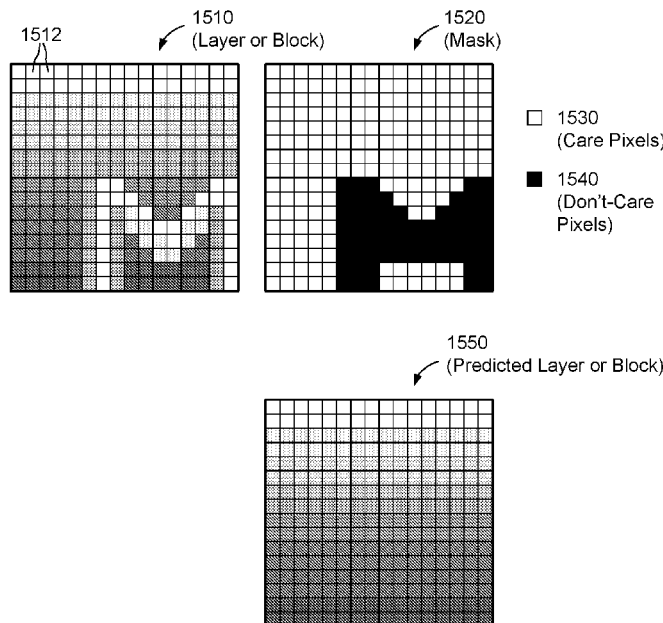 1510
(Layer or Block)
1512
1520
(Mask)
1530
(Care Pixels)
1540
(Don't-Care
Pixels)
1550
(Predicted Layer or Block)